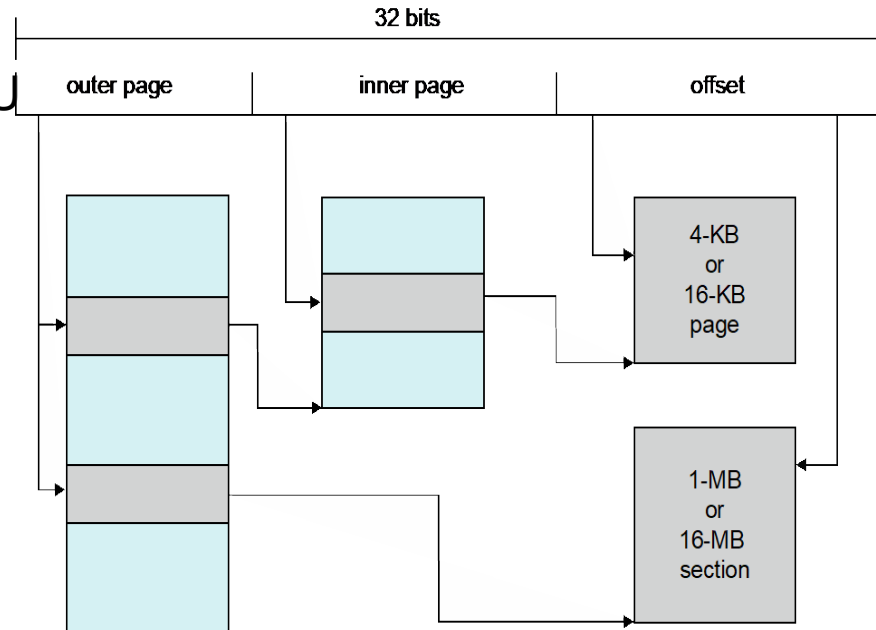 32 bits
U
outer page
inner page
offset
4-KB
or
16-KB
page
1-MB
or
16-MB
section